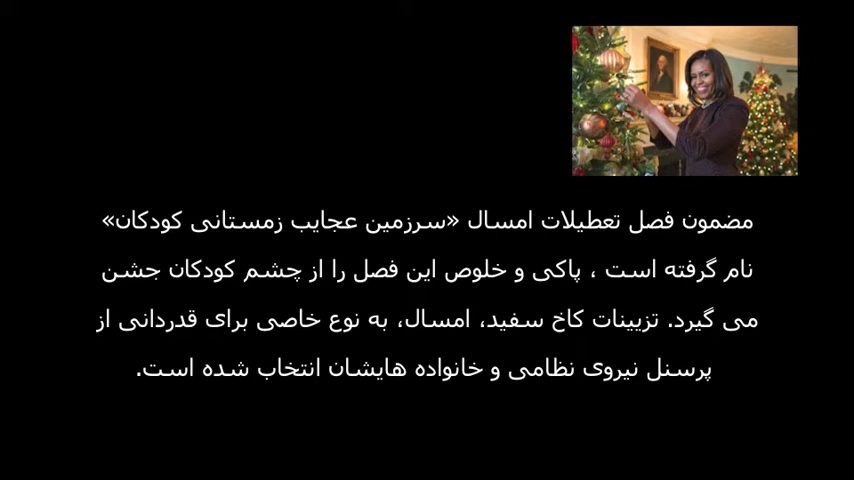 مضمون فصل تعطیلات امسال «سرزمین عجایب زمستانی کودکان»
نام گرفته است ، پاکی و خلوص این فصل را از چشم کودکان جشن
می گیرد. تزیینات کاخ سفید، امسال، به نوع خاصی برای قدردانی از
پرسنل نیروی نظامی و خانواده هایشان انتخاب شده است.